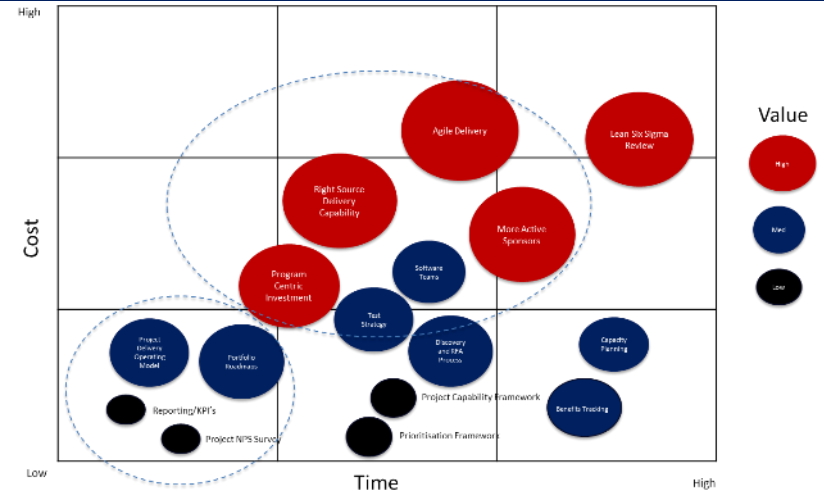 High
Value
Agile Delivery
Lean Six Sigma
Review
High
Right Source
Delivery
Capability
More Active
Sponsors
Med
Cost
Software
Teams
Program
Centric
Investment
Low
Test
Strategy
Project
Delivery
Operating
Model
Portfolio
Roadmaps
Discovery
and RFA
Process
Capacity
Planning
Project Capability Framework
Reporting/KPI's
Benefits Tracking
Project NPS Survey
Prioritisation Framework
Low
Time
High